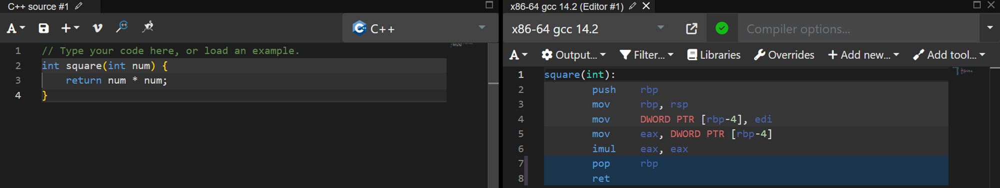 C++ source #1
A
C++
1 // Type your code here, or load an example.
2 int square(int num) {
3 return num * num;
4 }
x86-64 gcc 14.2 (Editor #1)
x86-64 gcc 14.2
Compiler options...
A Output... Filter... Libraries Overrides + Add new... Add tool...
1 square(int):
2 push rbp
3 mov rbp, rsp
4 mov DWORD PTR [rbp-4], edi
5 mov eax, DWORD PTR [rbp-4]
6 imul eax, eax
7 pop rbp
8 ret